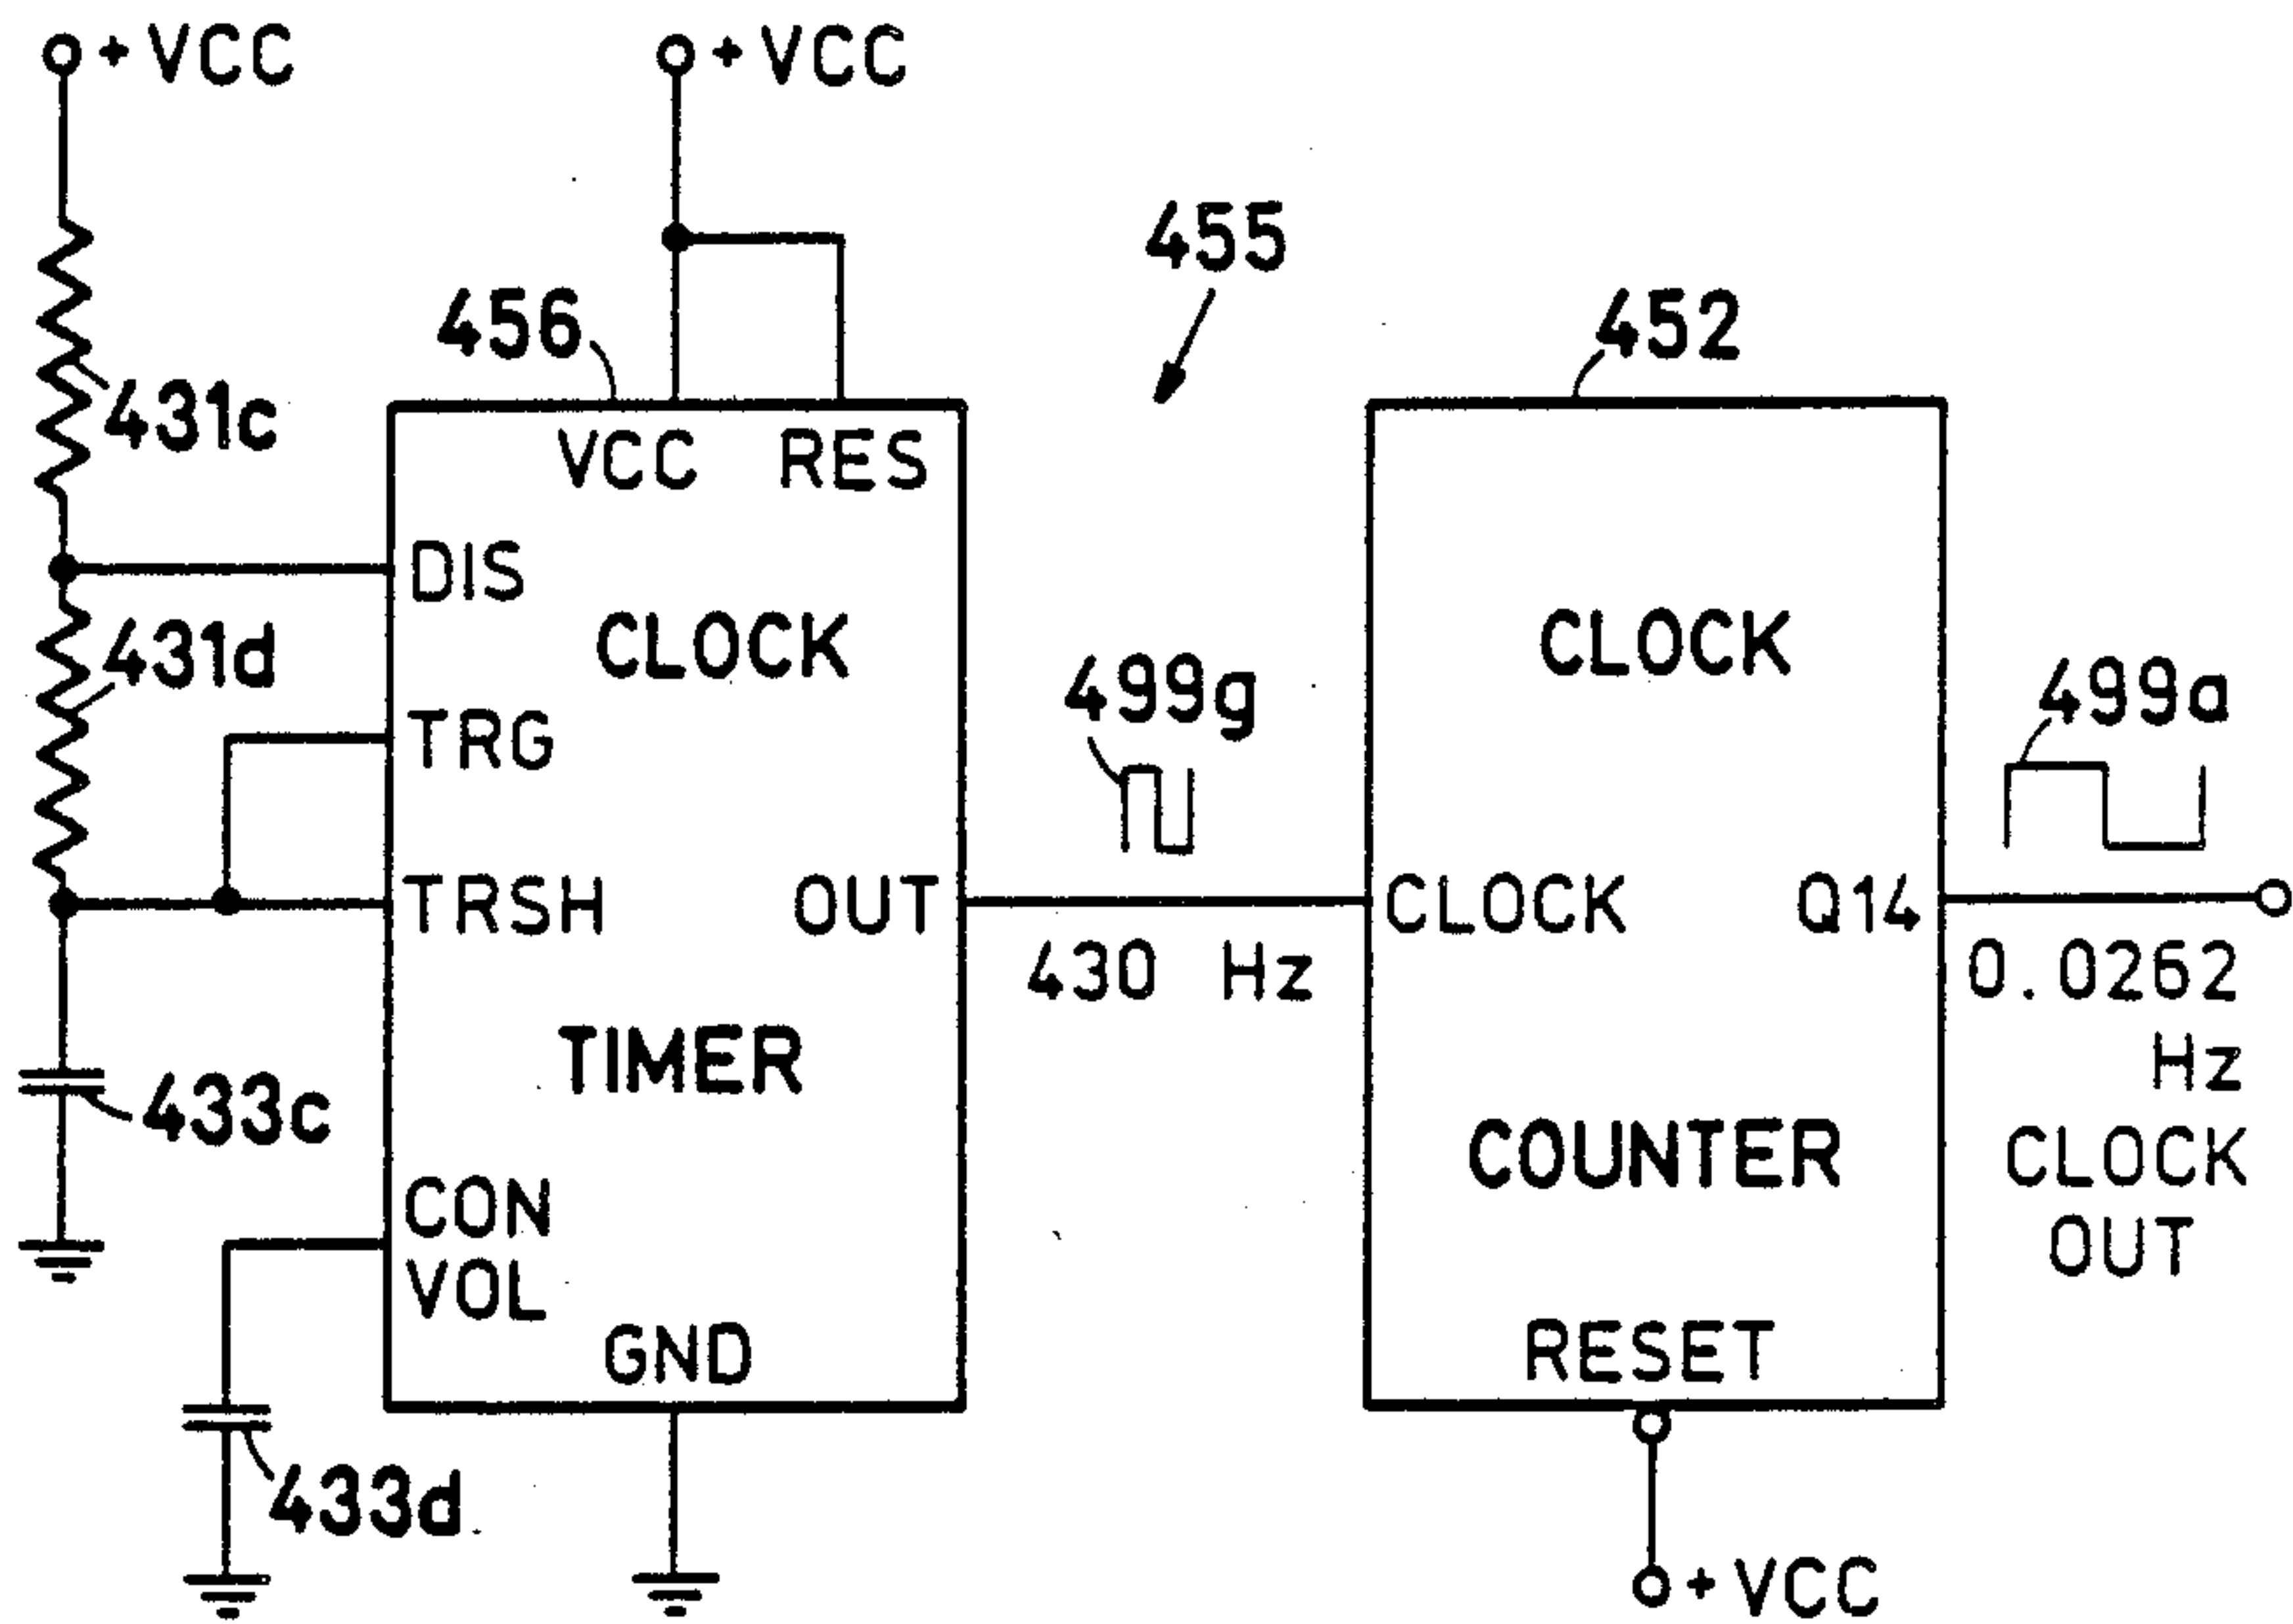 +VCC
+VCC
455
456
452
431c
VCC RES
DIS
CLOCK
CLOCK
431d
499g
499a
TRG
TRSH
OUT
CLOCK
Q14
430 Hz
0.0262
Hz
TIMER
433c
COUNTER
CLOCK
OUT
CON
VOL
GND
RESET
433d
+VCC